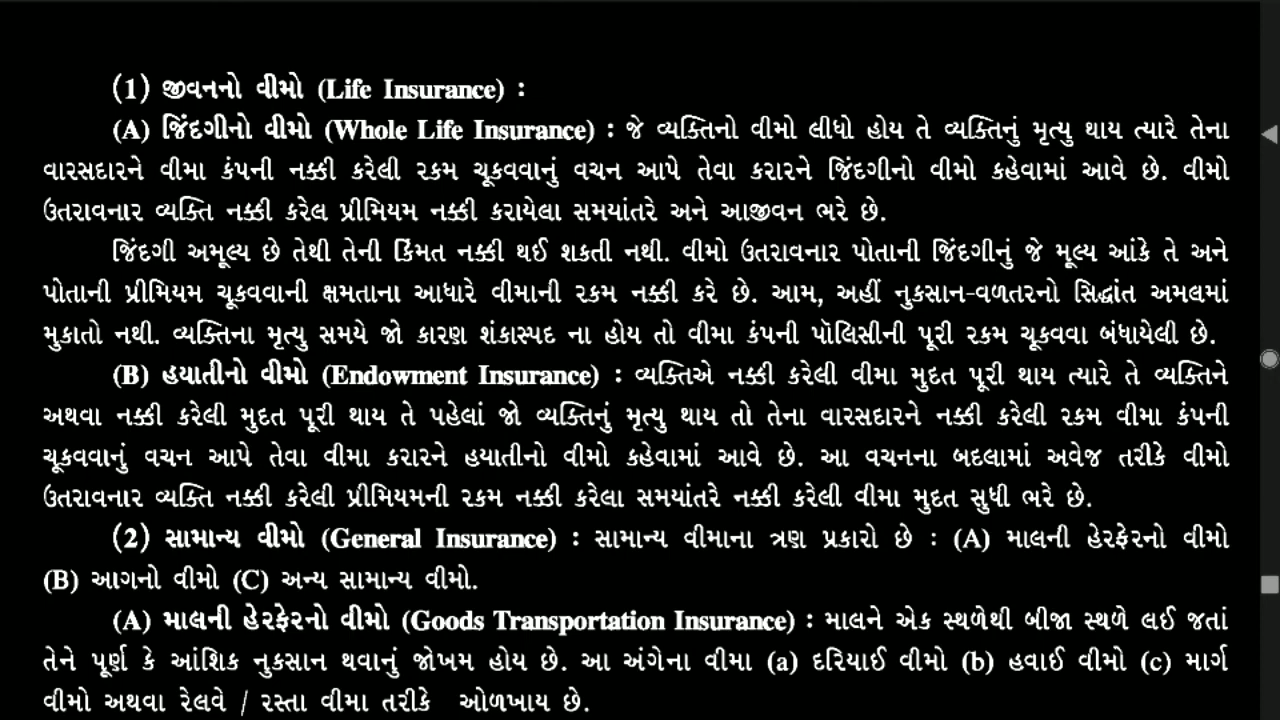 (1) જીવનનો વીમો (Life Insurance) :
(A) જિંદગીનો વીમો (Whole Life Insurance) : જે વ્યક્તિનો વીમો લીધો હોય તે વ્યક્તિનું મૃત્યુ થાય ત્યારે તેના
વારસદારને વીમા કંપની નક્કી કરેલી રકમ ચૂકવવાનું વચન આપે તેવા કરારને જિંદગીનો વીમો કહેવામાં આવે છે. વીમો
ઉતરાવનાર વ્યક્તિ નક્કી કરેલ પ્રીમિયમ નક્કી કરાયેલા સમયાંતરે અને આજીવન ભરે છે.
જિંદગી અમૂલ્ય છે તેથી તેની કિંમત નક્કી થઈ શકતી નથી. વીમો ઉતરાવનાર પોતાની જિંદગીનું જે મૂલ્ય આંકે તે અને
પોતાની પ્રીમિયમ ચૂકવવાની ક્ષમતાના આધારે વીમાની રકમ નક્કી કરે છે. આમ, અહીં નુકસાન-વળતરનો સિદ્ધાંત અમલમાં
મુકાતો નથી. વ્યક્તિના મૃત્યુ સમયે જો કારણ શંકાસ્પદ ના હોય તો વીમા કંપની પૉલિસીની પૂરી રકમ ચૂકવવા બંધાયેલી છે.
(B) હયાતીનો વીમો (Endowment Insurance) : વ્યક્તિએ નક્કી કરેલી વીમા મુદત પૂરી થાય ત્યારે તે વ્યક્તિને
અથવા નક્કી કરેલી મુદત પૂરી થાય તે પહેલાં જો વ્યક્તિનું મૃત્યુ થાય તો તેના વારસદારને નક્કી કરેલી રકમ વીમા કંપની
ચૂકવવાનું વચન આપે તેવા વીમા કરારને હયાતીનો વીમો કહેવામાં આવે છે. આ વચનના બદલામાં અવેજ તરીકે વીમો
ઉતરાવનાર વ્યક્તિ નક્કી કરેલી પ્રીમિયમની રકમ નક્કી કરેલા સમયાંતરે નક્કી કરેલી વીમા મુદત સુધી ભરે છે.
(2) સામાન્ય વીમો (General Insurance) : સામાન્ય વીમાના ત્રણ પ્રકારો છે : (A) માલની હેરફેરનો વીમો
(B) આગનો વીમો (C) અન્ય સામાન્ય વીમો.
(A) માલની હેરફેરનો વીમો (Goods Transportation Insurance) : માલને એક સ્થળેથી બીજા સ્થળે લઈ જતાં
તેને પૂર્ણ કે આંશિક નુકસાન થવાનું જોખમ હોય છે. આ અંગેના વીમા (a) દરિયાઈ વીમો (b) હવાઈ વીમો (c) માર્ગ
વીમો અથવા રેલવે / રસ્તા વીમા તરીકે ઓળખાય છે.